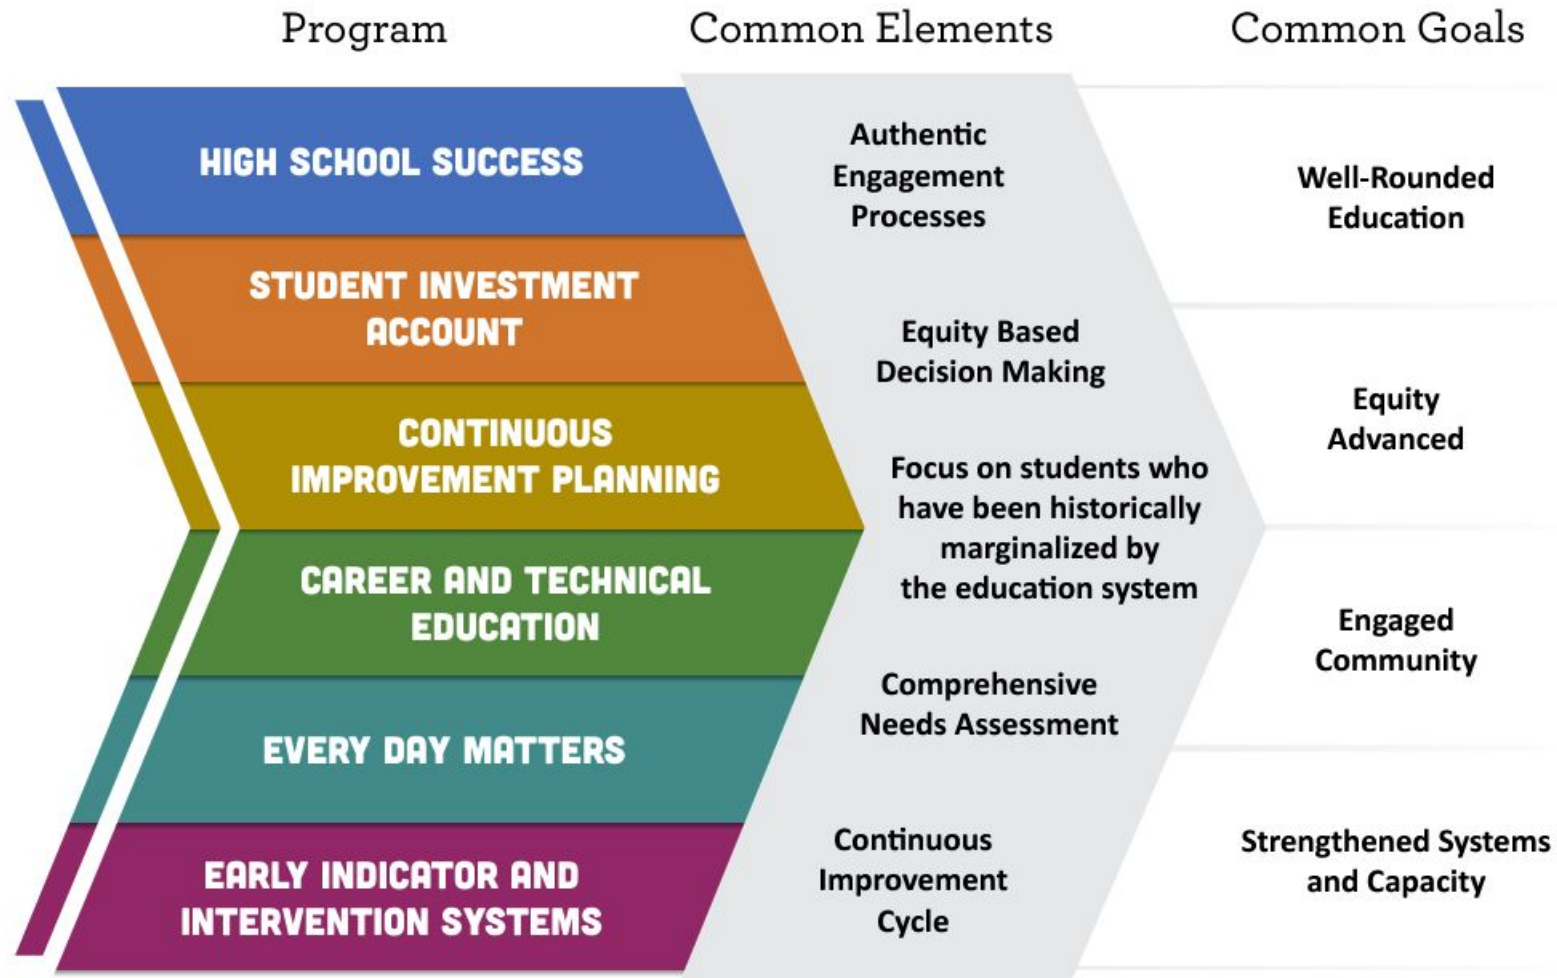 Program
Common Elements
Common Goals
HIGH SCHOOL SUCCESS
STUDENT INVESTMENT
ACCOUNT
CONTINUOUS
IMPROVEMENT PLANNING
CAREER AND TECHNICAL
EDUCATION
EVERY DAY MATTERS
EARLY INDICATOR AND
INTERVENTION SYSTEMS
Authentic
Engagement
Processes
Equity Based
Decision Making
Focus on students who
have been historically
marginalized by
the education system
Comprehensive
Needs Assessment
Continuous
Improvement
Cycle
Well-Rounded
Education
Equity
Advanced
Engaged
Community
Strengthened Systems
and Capacity